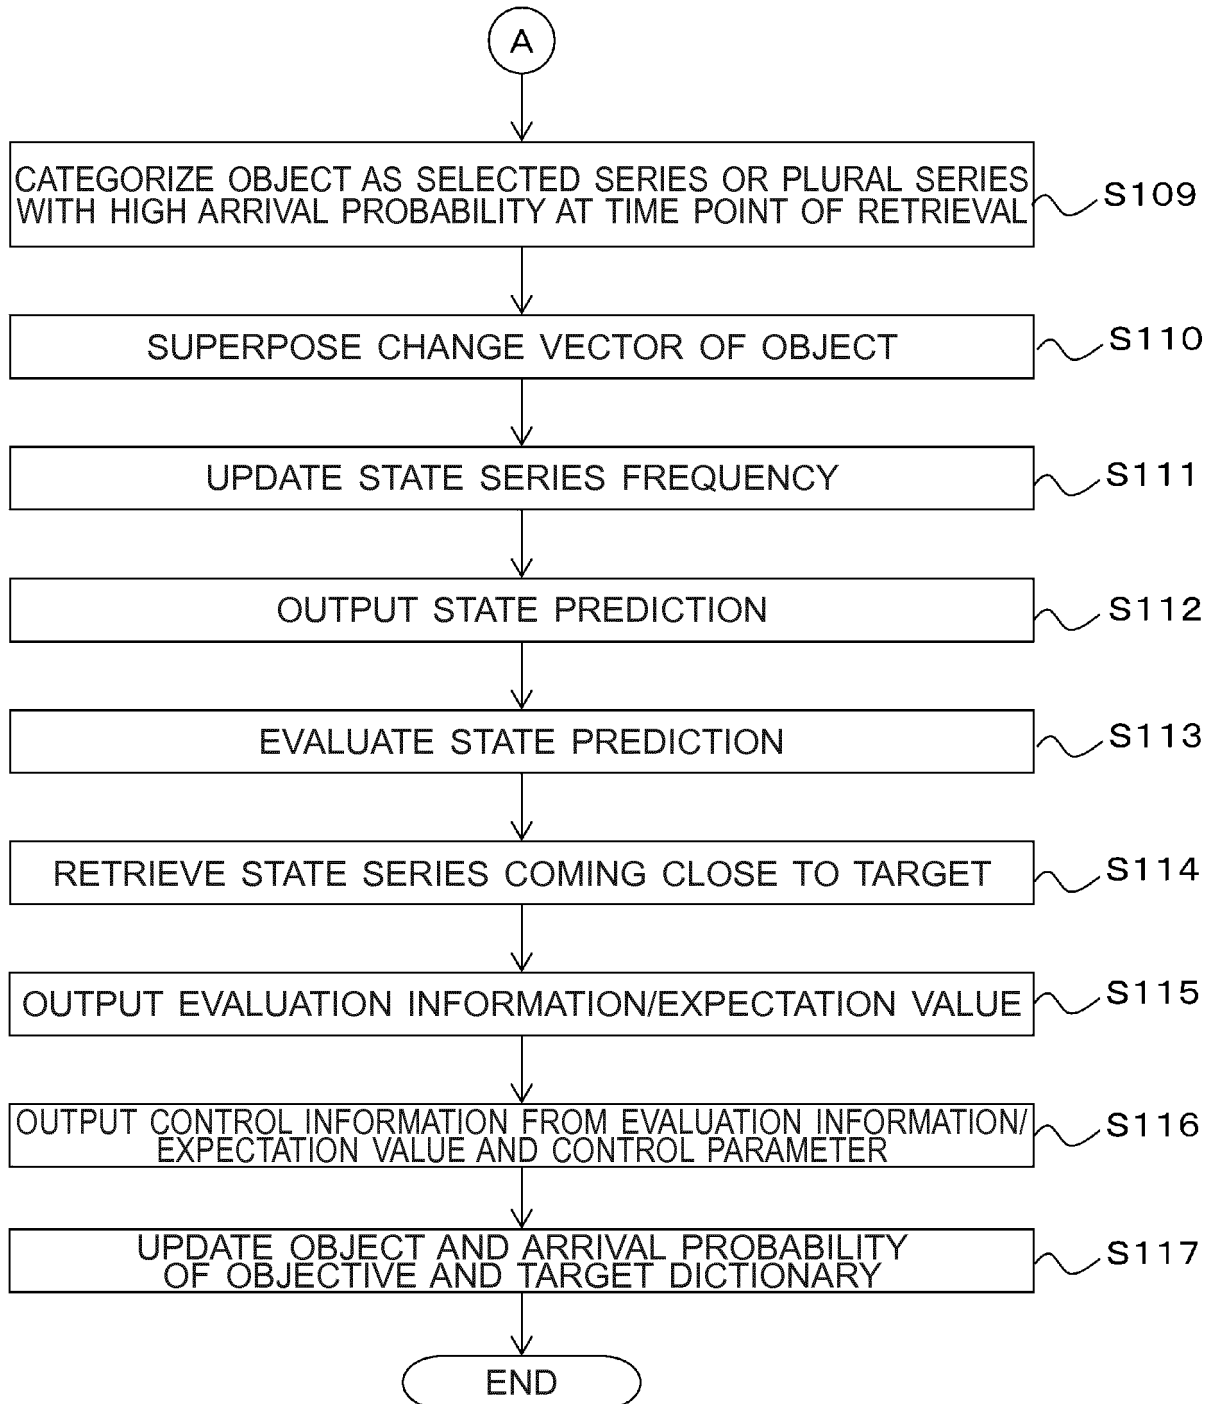 A
CATEGORIZE OBJECT AS SELECTED SERIES OR PLURAL SERIES
WITH HIGH ARRIVAL PROBABILITY AT TIME POINT OF RETRIEVAL
S109
SUPERPOSE CHANGE VECTOR OF OBJECT
S110
UPDATE STATE SERIES FREQUENCY
S111
OUTPUT STATE PREDICTION
S112
EVALUATE STATE PREDICTION
S113
RETRIEVE STATE SERIES COMING CLOSE TO TARGET
S114
OUTPUT EVALUATION INFORMATION/EXPECTATION VALUE
S115
OUTPUT CONTROL INFORMATION FROM EVALUATION INFORMATION/
EXPECTATION VALUE AND CONTROL PARAMETER
S116
UPDATE OBJECT AND ARRIVAL PROBABILITY
OF OBJECTIVE AND TARGET DICTIONARY
S117
END